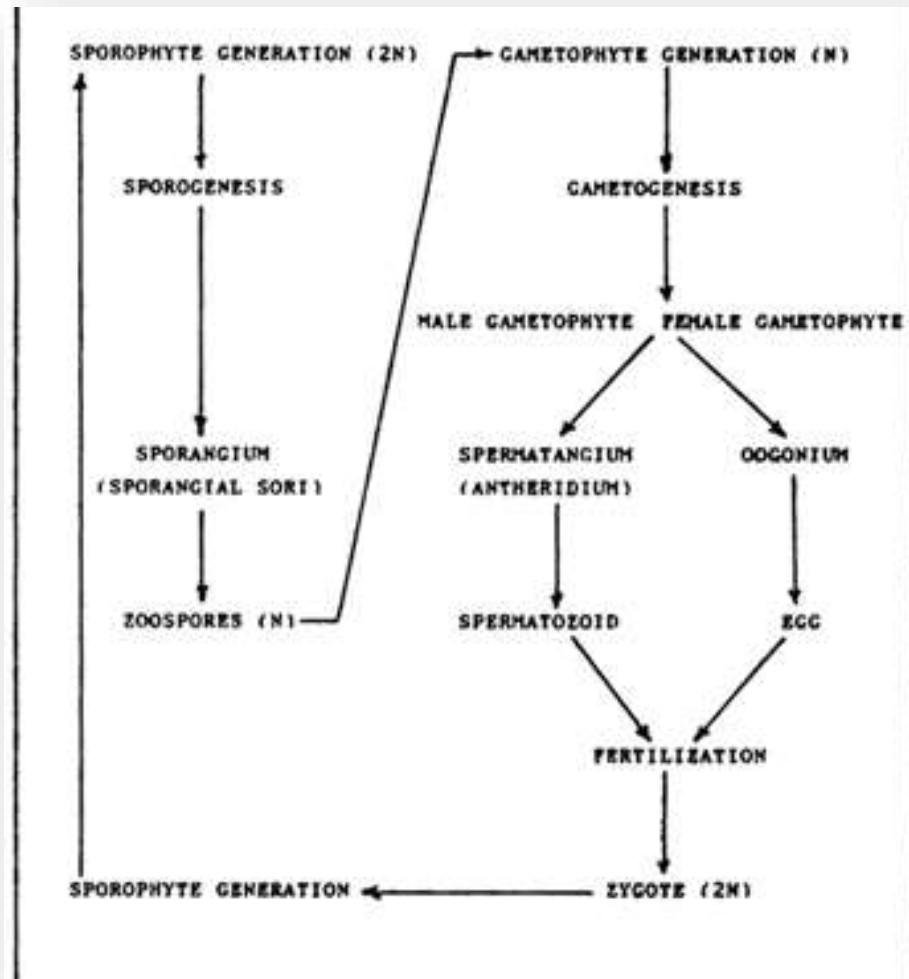 SPOROPHYTE GENERATION (2N)
GAMETOPHYTE GENERATION (N)
SPOROGENESIS
GAMETOGENESIS
MALE GAMETOPHYTE FEMALE GAMETOPHYTE
SPORANGIUM
(SPORANGIAL SORI)
SPERMATANGIUM
(ANTHERIDIUM)
OOGONIUM
ZOOSPORES (N)
SPERMATOZOID
EGG
FERTILIZATION
SPOROPHYTE GENERATION
ZYGOTE (2N)